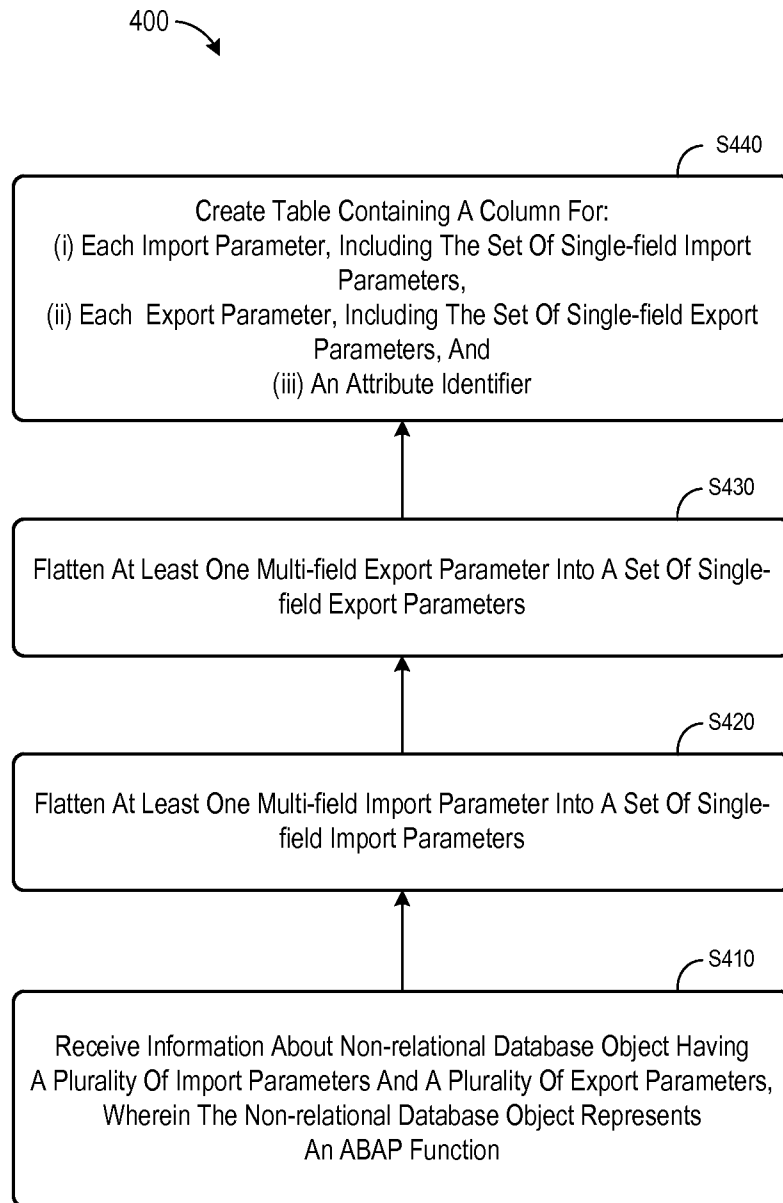 400
S440
Create Table Containing A Column For:
(i) Each Import Parameter, Including The Set Of Single-field Import
Parameters,
(ii) Each Export Parameter, Including The Set Of Single-field Export
Parameters, And
(iii) An Attribute Identifier
S430
Flatten At Least One Multi-field Export Parameter Into A Set Of Single-
field Export Parameters
S420
Flatten At Least One Multi-field Import Parameter Into A Set Of Single-
field Import Parameters
S410
Receive Information About Non-relational Database Object Having
A Plurality Of Import Parameters And A Plurality Of Export Parameters,
Wherein The Non-relational Database Object Represents
An ABAP Function